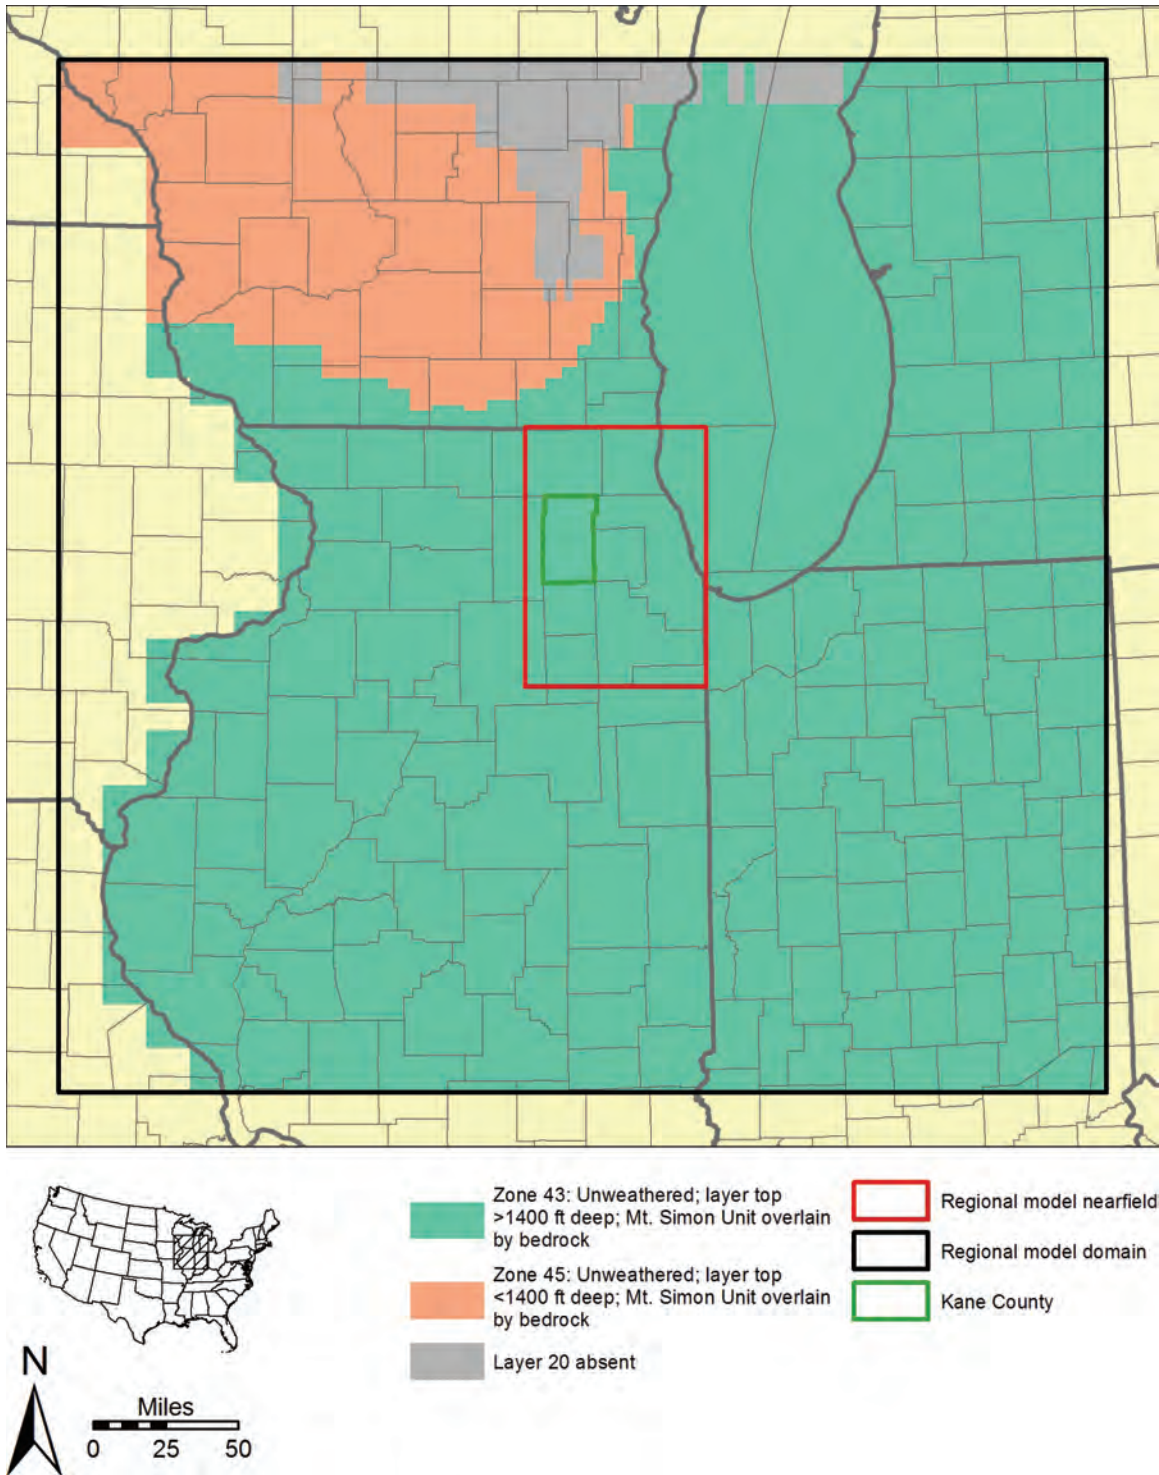 Zone 43: Unweathered; layer top
>1400 ft deep; Mt. Simon Unit overlain
by bedrock
Zone 45: Unweathered; layer top
<1400 ft deep; Mt. Simon Unit overlain
by bedrock
Layer 20 absent
Regional model nearfield
Regional model domain
Kane County
N
Miles
0 25 50